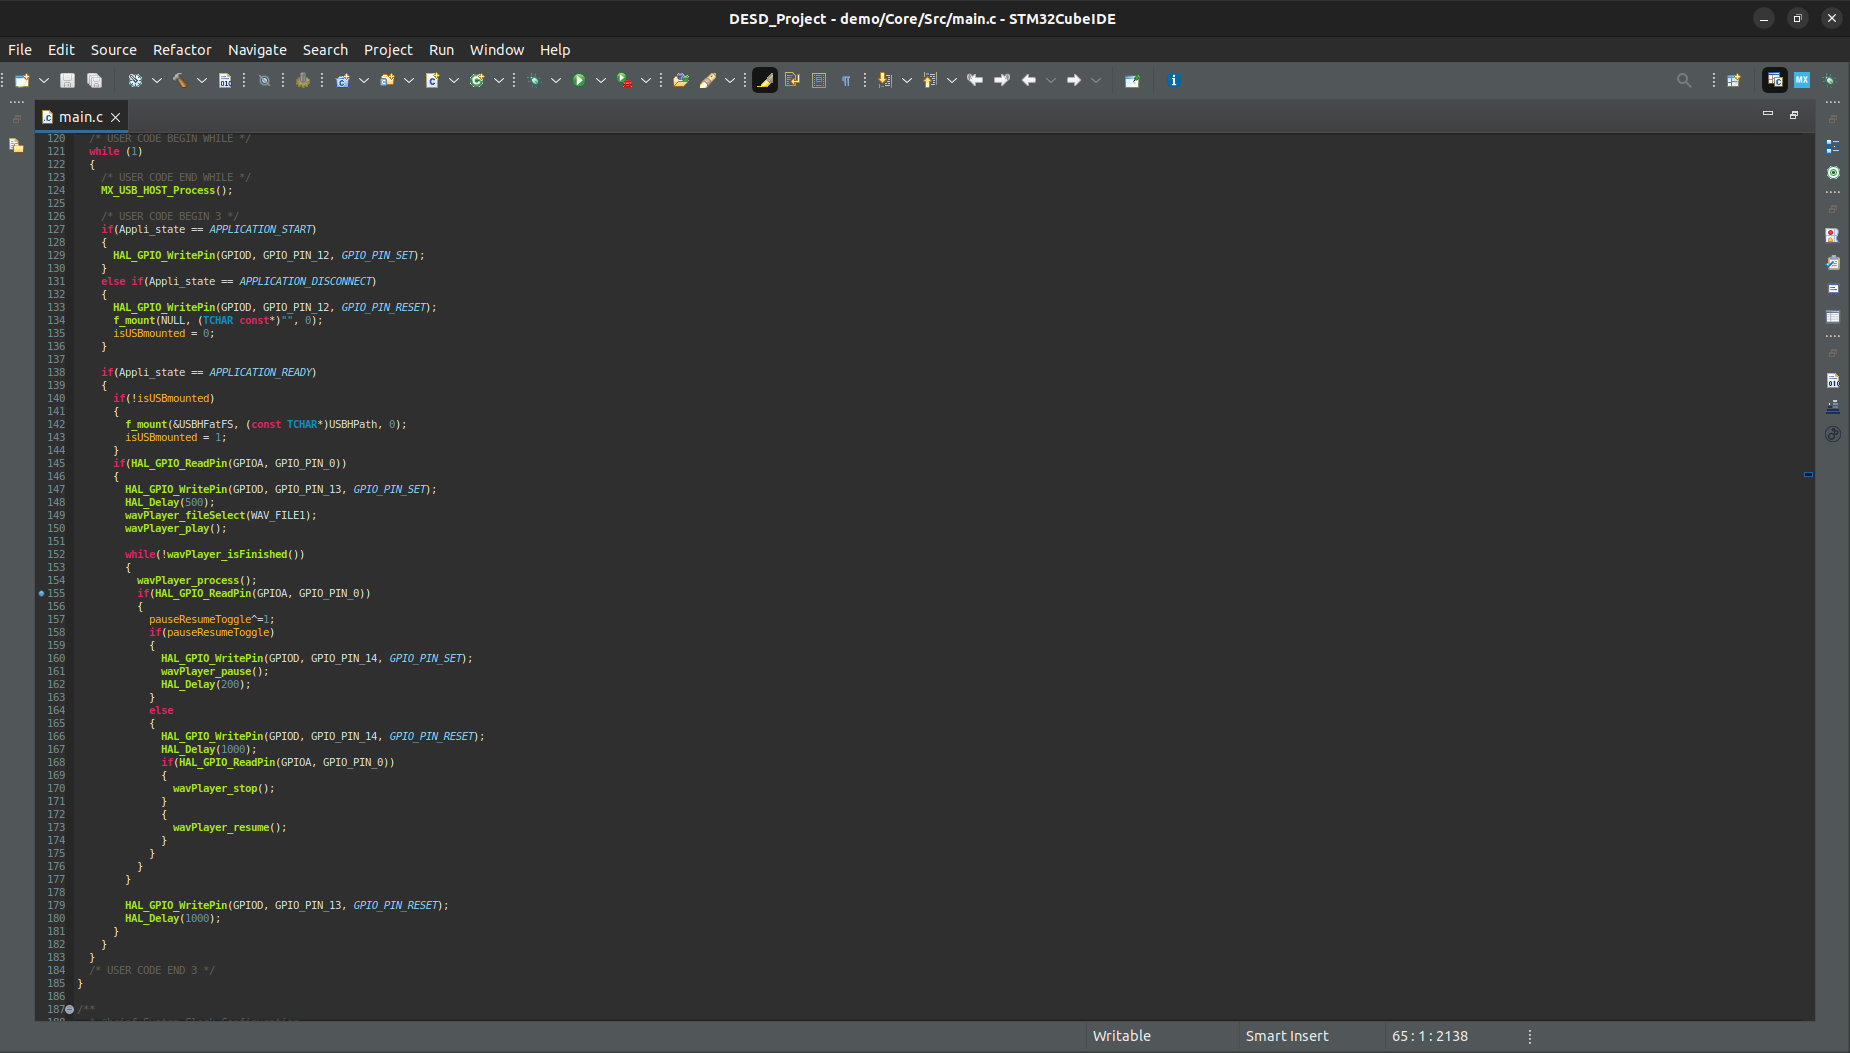 DESD_Project - demo/Core/Src/main.c - STM32CubeIDE
File Edit Source Refactor Navigate Search Project Run Window Help
main.c
120 /* USER CODE BEGIN WHILE */
121 while (1)
122 {
123 /* USER CODE END WHILE */
124 MX_USB_HOST_Process();
125
126 /* USER CODE BEGIN 3 */
127 if(Appli_state == APPLICATION_START)
128 {
129 HAL_GPIO_WritePin(GPIOD, GPIO_PIN_12, GPIO_PIN_SET);
130 }
131 else if(Appli_state == APPLICATION_DISCONNECT)
132 {
133 HAL_GPIO_WritePin(GPIOD, GPIO_PIN_12, GPIO_PIN_RESET);
134 f_mount(NULL, (TCHAR const*)"", 0);
135 isUSBmounted = 0;
136 }
137
138 if(Appli_state == APPLICATION_READY)
139 {
140 if(!isUSBmounted)
141 {
142 f_mount(&USBHFatFS, (const TCHAR*)USBHPath, 0);
143 isUSBmounted = 1;
144 }
145 if(HAL_GPIO_ReadPin(GPIOA, GPIO_PIN_0))
146 {
147 HAL_GPIO_WritePin(GPIOD, GPIO_PIN_13, GPIO_PIN_SET);
148 HAL_Delay(500);
149 wavPlayer_fileSelect(WAV_FILE1);
150 wavPlayer_play();
151
152 while(!wavPlayer_isFinished())
153 {
154 wavPlayer_process();
155 if(HAL_GPIO_ReadPin(GPIOA, GPIO_PIN_0))
156 {
157 pauseResumeToggle^=1;
158 if(pauseResumeToggle)
159 {
160 HAL_GPIO_WritePin(GPIOD, GPIO_PIN_14, GPIO_PIN_SET);
161 wavPlayer_pause();
162 HAL_Delay(200);
163 }
164 else
165 {
166 HAL_GPIO_WritePin(GPIOD, GPIO_PIN_14, GPIO_PIN_RESET);
167 HAL_Delay(1000);
168 if(HAL_GPIO_ReadPin(GPIOA, GPIO_PIN_0))
169 {
170 wavPlayer_stop();
171 }
172 {
173 wavPlayer_resume();
174 }
175 }
176 }
177 }
178
179 HAL_GPIO_WritePin(GPIOD, GPIO_PIN_13, GPIO_PIN_RESET);
180 HAL_Delay(1000);
181 }
182 }
183 }
184 /* USER CODE END 3 */
185 }
186
187 /**
Writable Smart Insert 65 : 1 : 2138